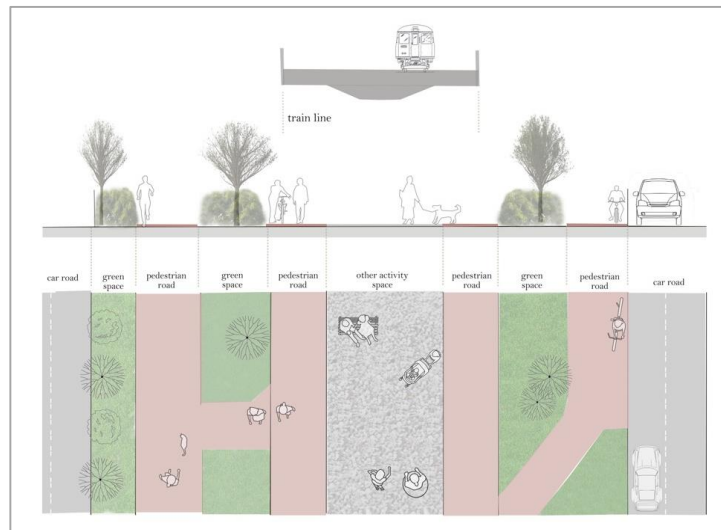 train line
car road
green
space
pedestrian
road
green
space
pedestrian
road
other activity
space
pedestrian
road
green
space
pedestrian
road
car road